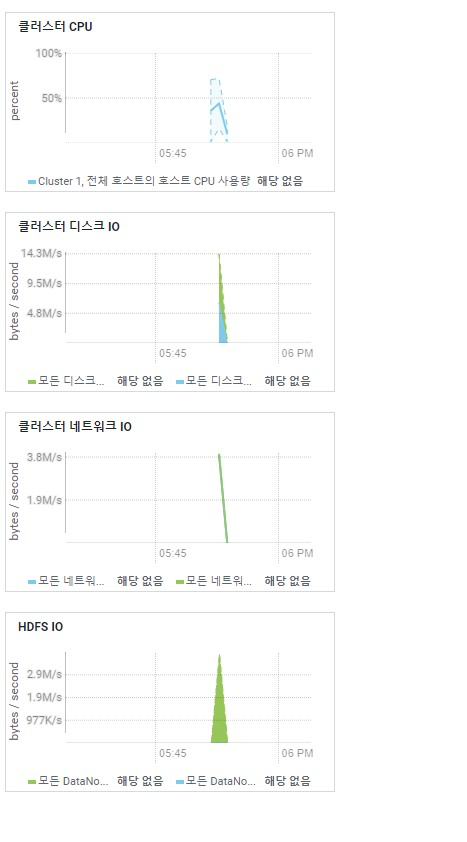 클러스터 CPU
100%
50%
percent
05:45 06 PM
Cluster 1, 전체 호스트의 호스트 CPU 사용량 해당 없음
클러스터 디스크 IO
14.3M/s
9.5M/s
4.8M/s
bytes / second
05:45 06 PM
모든 디스크... 해당 없음 모든 디스크... 해당 없음
클러스터 네트워크 IO
3.8M/s
1.9M/s
bytes / second
05:45 06 PM
모든 네트워... 해당 없음 모든 네트워... 해당 없음
HDFS IO
2.9M/s
1.9M/s
977K/s
bytes / second
05:45 06 PM
모든 DataNo... 해당 없음 모든 DataNo... 해당 없음